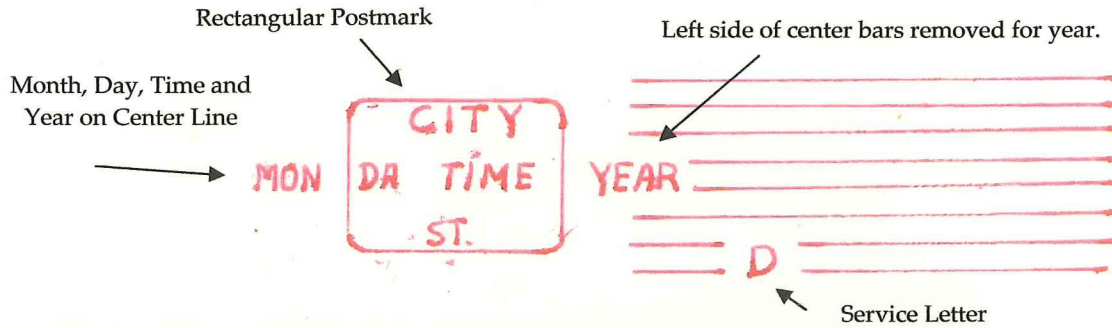 Rectangular Postmark
Left side of center bars removed for year.
Month, Day, Time and
Year on Center Line
CITY
MON DA TIME YEAR
ST.
D
Service Letter